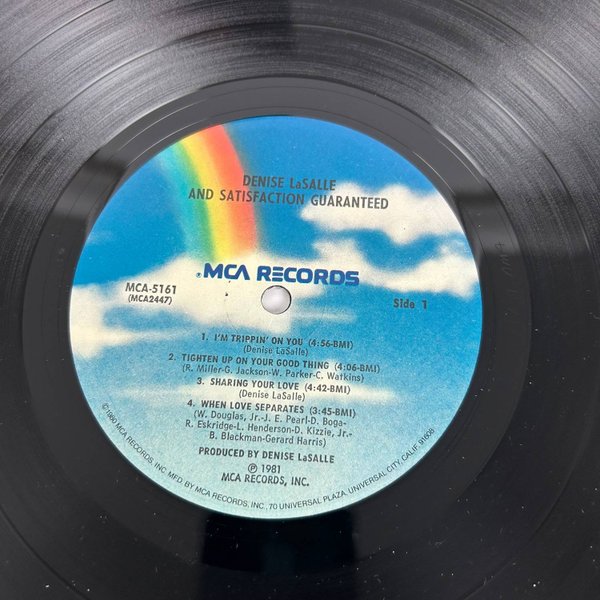 DENISE LaSALLE
AND SATISFACTION GUARANTEED
®MCA RECORDS
MCA-5161
(MCA2447)
Side 1
1. I'M TRIPPIN' ON YOU (4:56-BMI)
(Denise LaSalle)
2. TIGHTEN UP ON YOUR GOOD THING (4:06-BMI)
(R. Miller-G. Jackson-W. Parker-C. Watkins)
3. SHARING YOUR LOVE (4:42-BMI)
(Denise LaSalle)
4. WHEN LOVE SEPARATES (3:45-BMI)
(W. Douglas, Jr.-J. E. Pearl-D. Boga-
R. Eskridge-L. Henderson-D. Kizzie, Jr.-
B. Blackman-Gerard Harris)
PRODUCED BY DENISE LaSALLE
℗ 1981
MCA RECORDS, INC.
©1980 MCA RECORDS, INC. MFD BY MCA RECORDS, INC., 70 UNIVERSAL PLAZA, UNIVERSAL CITY, CALIF. 91608